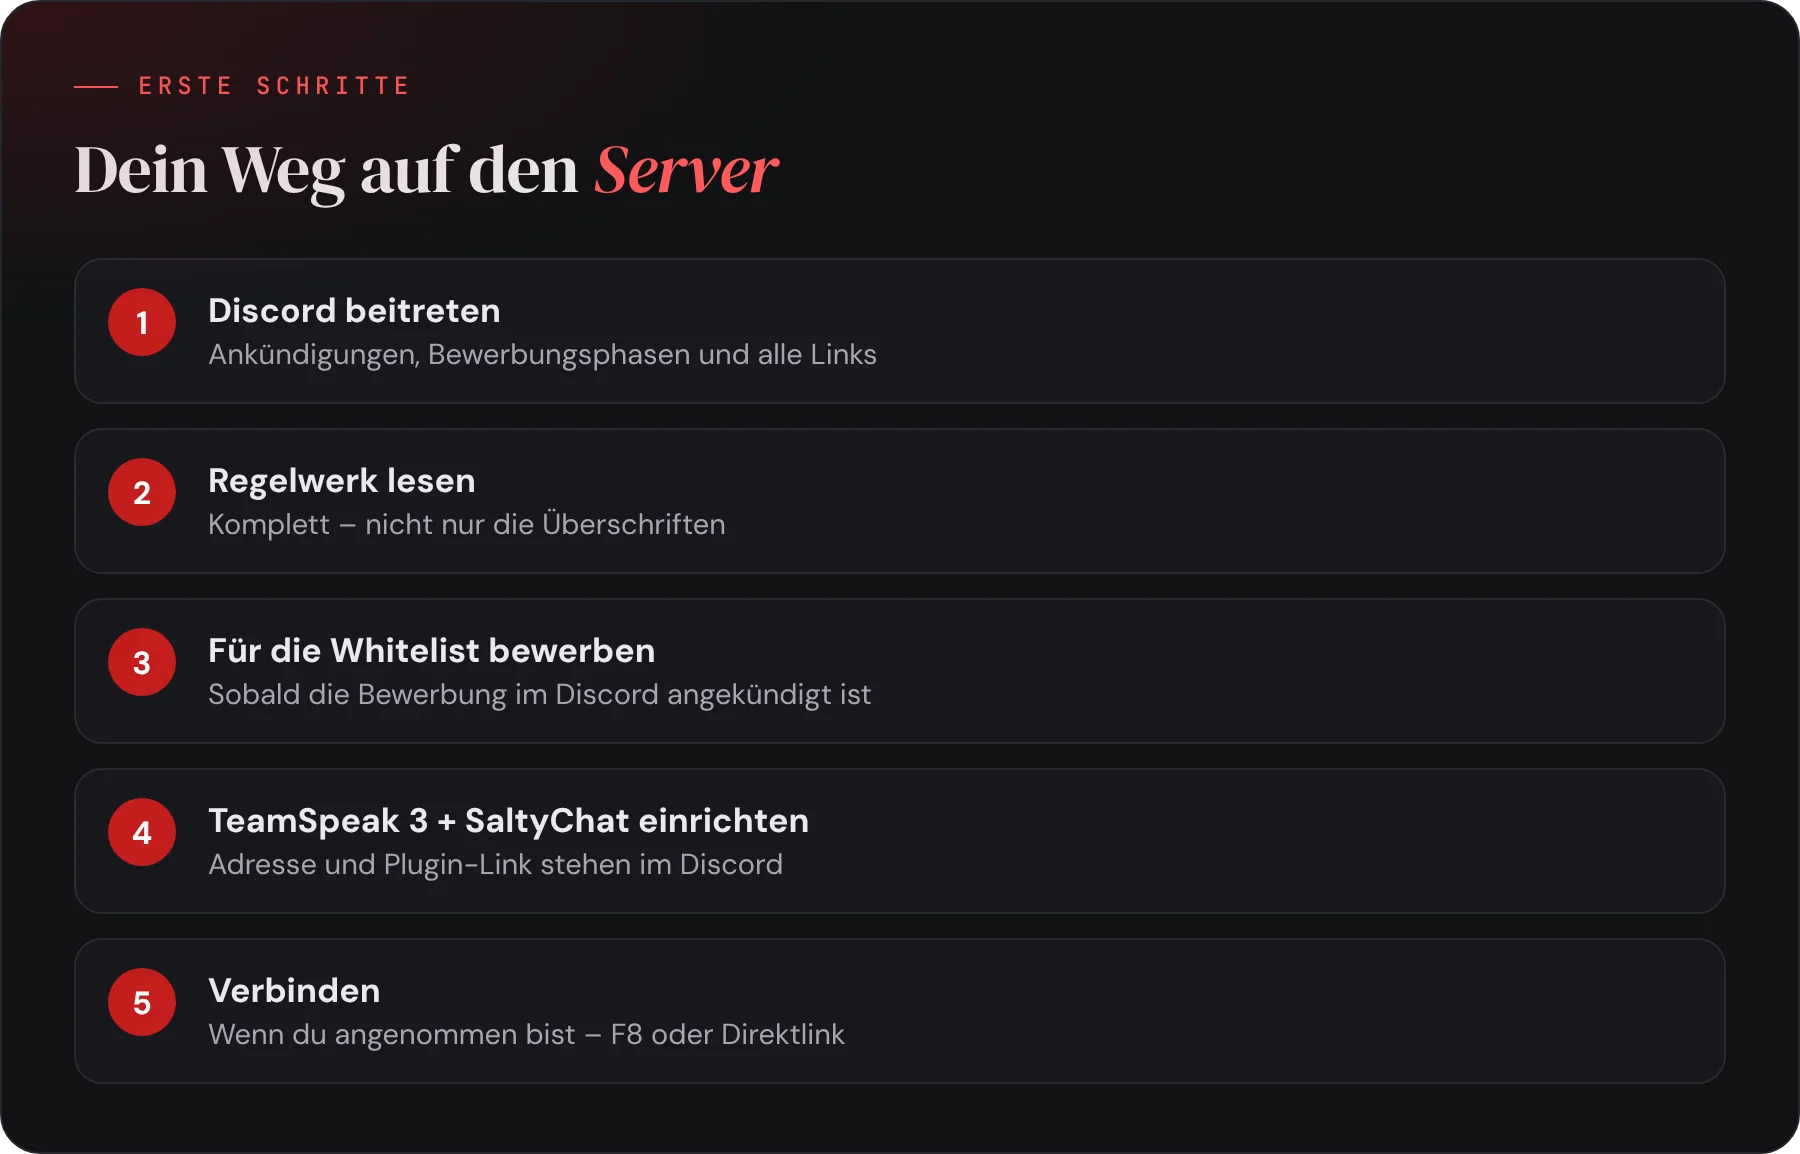 ERSTE SCHRITTE
Dein Weg auf den Server
1
Discord beitreten
Ankündigungen, Bewerbungsphasen und alle Links
2
Regelwerk lesen
Komplett – nicht nur die Überschriften
3
Für die Whitelist bewerben
Sobald die Bewerbung im Discord angekündigt ist
4
TeamSpeak 3 + SaltyChat einrichten
Adresse und Plugin-Link stehen im Discord
5
Verbinden
Wenn du angenommen bist – F8 oder Direktlink